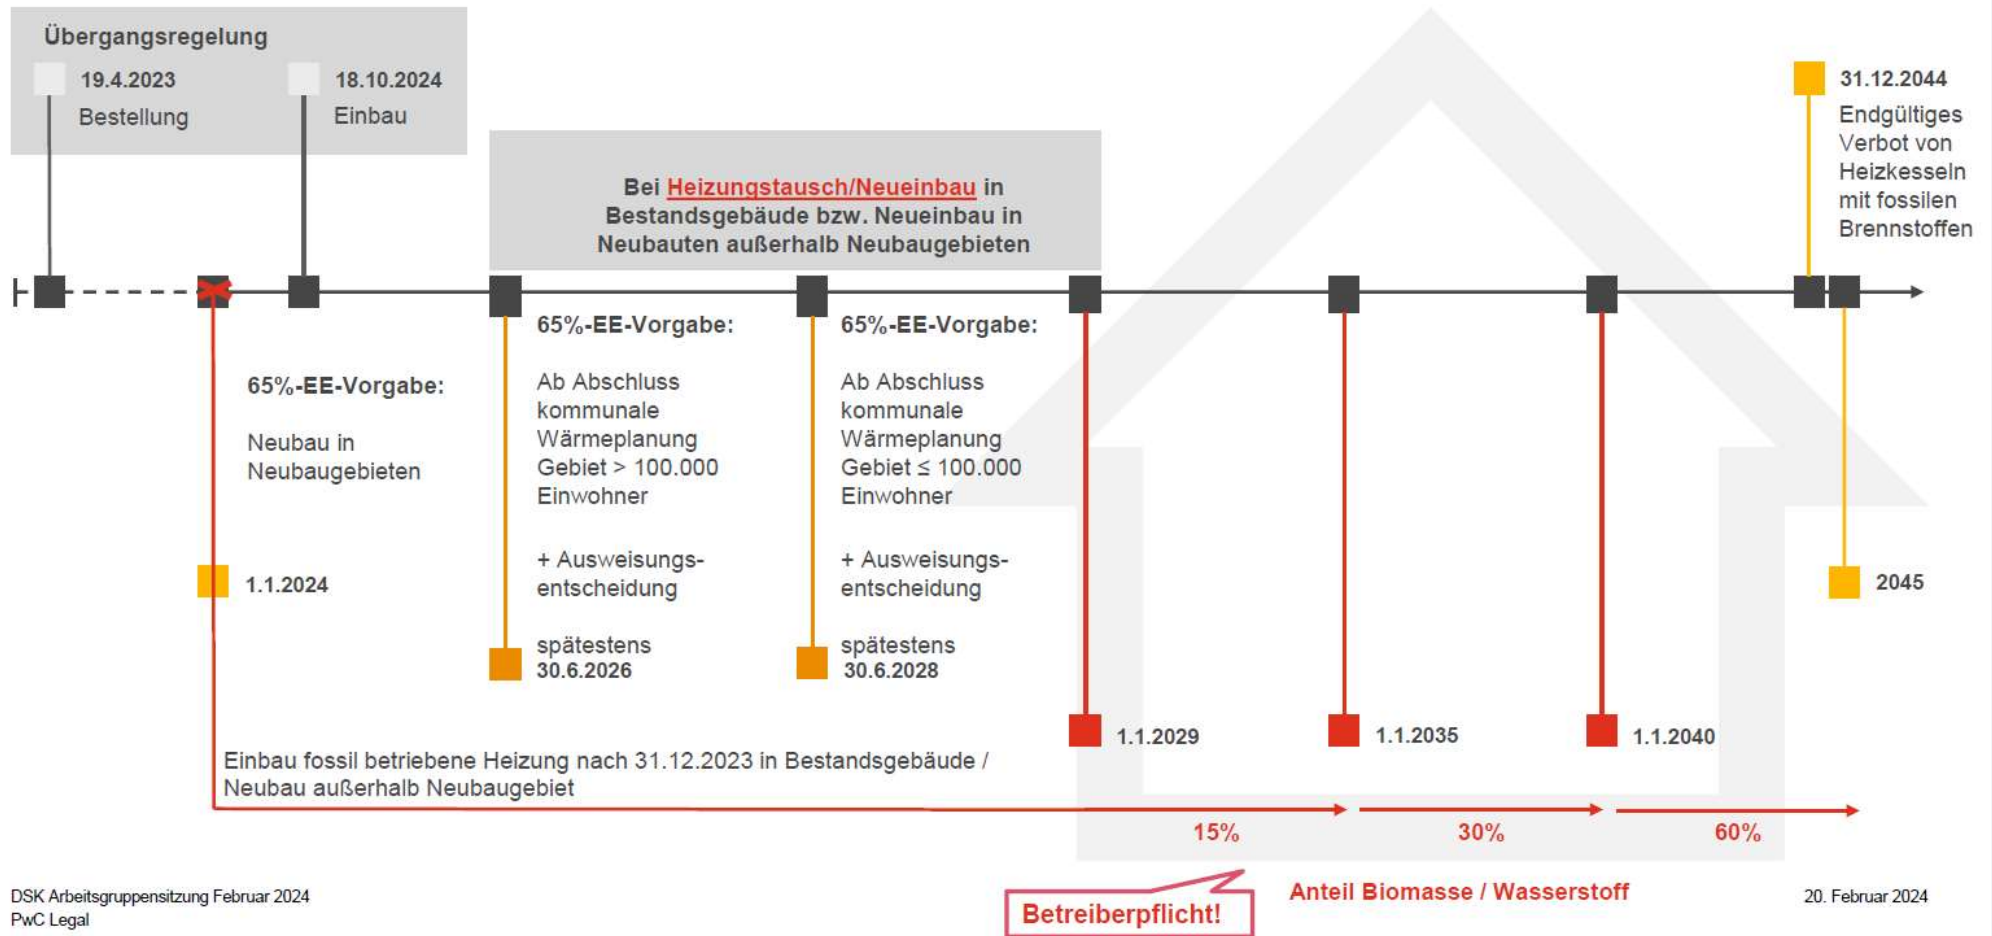 Übergangsregelung
19.4.2023
Bestellung
18.10.2024
Einbau
31.12.2044
Endgültiges
Verbot von
Heizkesseln
mit fossilen
Brennstoffen
Bei Heizungstausch/Neueinbau in
Bestandsgebäude bzw. Neueinbau in
Neubauten außerhalb Neubaugebieten
65%-EE-Vorgabe:
Neubau in
Neubaugebieten
1.1.2024
65%-EE-Vorgabe:
Ab Abschluss
kommunale
Wärmeplanung
Gebiet > 100.000
Einwohner
+ Ausweisungs-
entscheidung
spätestens
30.6.2026
65%-EE-Vorgabe:
Ab Abschluss
kommunale
Wärmeplanung
Gebiet ≤ 100.000
Einwohner
+ Ausweisungs-
entscheidung
spätestens
30.6.2028
2045
1.1.2029
1.1.2035
1.1.2040
Einbau fossil betriebene Heizung nach 31.12.2023 in Bestandsgebäude /
Neubau außerhalb Neubaugebiet
15%
30%
60%
Betreiberpflicht!
Anteil Biomasse / Wasserstoff
DSK Arbeitsgruppensitzung Februar 2024
PwC Legal
20. Februar 2024